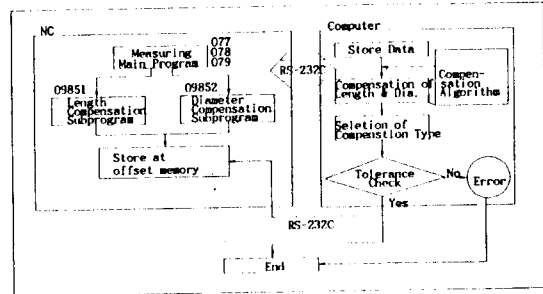 NC
077
078
079
Measuring
Main Program
09851
09852
Length
Compensation
Subprogram
Diameter
Compensation
Subprogram
Store at
offset memory
RS-232C
Computer
Store Data
Compensation of
Length & Dia.
Compen-
sation
Algorithm
Seletion of
Compenstion Type
Tolerance
Check
No
Error
Yes
RS-232C
End